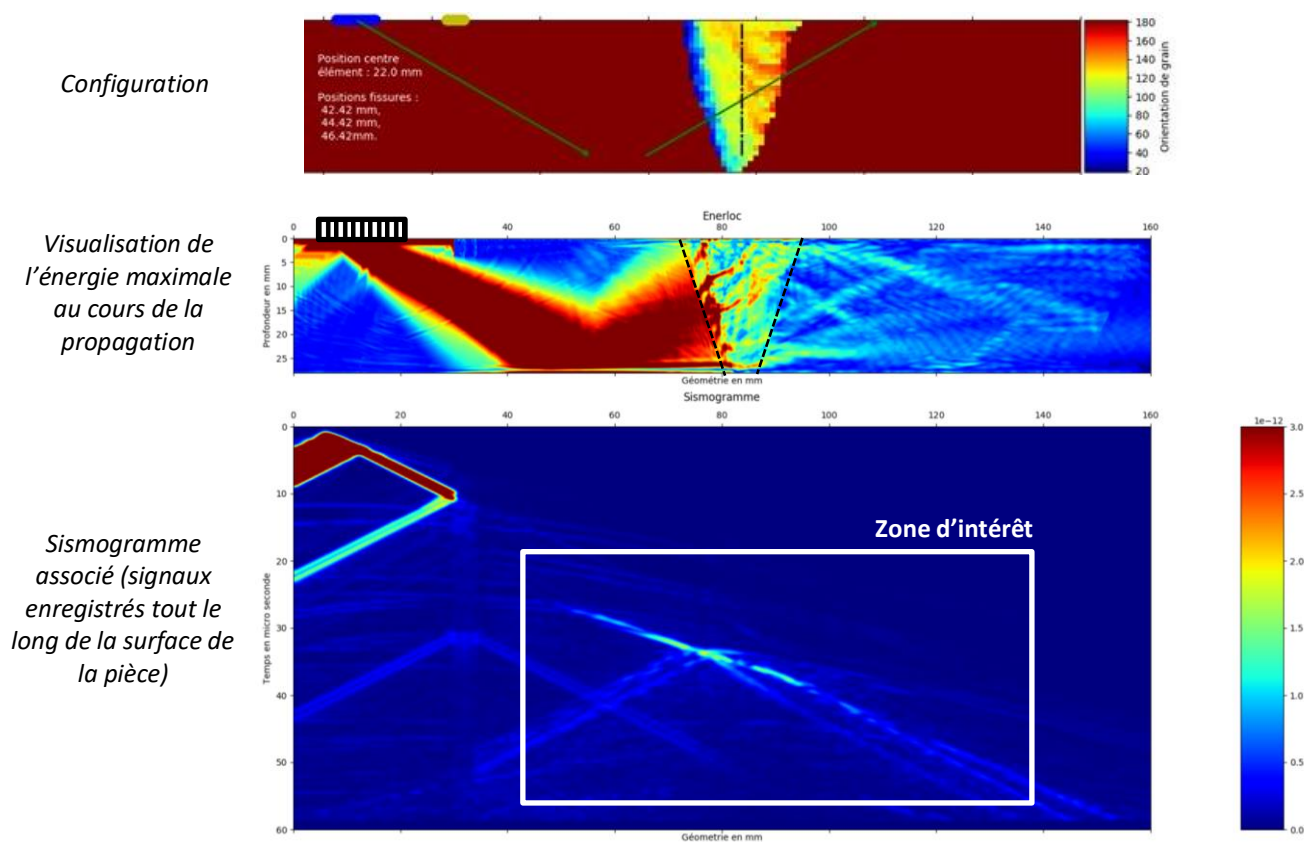 Configuration
Position centre
élément : 22.0 mm
Positions fissures :
42.42 mm,
44.42 mm,
46.42mm.
180
160
140
120
100
80
60
40
20
Orientation de grain
Visualisation de
l’énergie maximale
au cours de la
propagation
Enerloc
0 40 60 80 100 120 140 160
0
5
10
15
20
25
Profondeur en mm
Géométrie en mm
Sismogramme
associé (signaux
enregistrés tout le
long de la surface de
la pièce)
Sismogramme
0 20 40 60 80 100 120 140 160
0
10
20
30
40
50
60
Temps en micro seconde
Zone d’intérêt
Géometrie en mm
1e−12
3.0
2.5
2.0
1.5
1.0
0.5
0.0